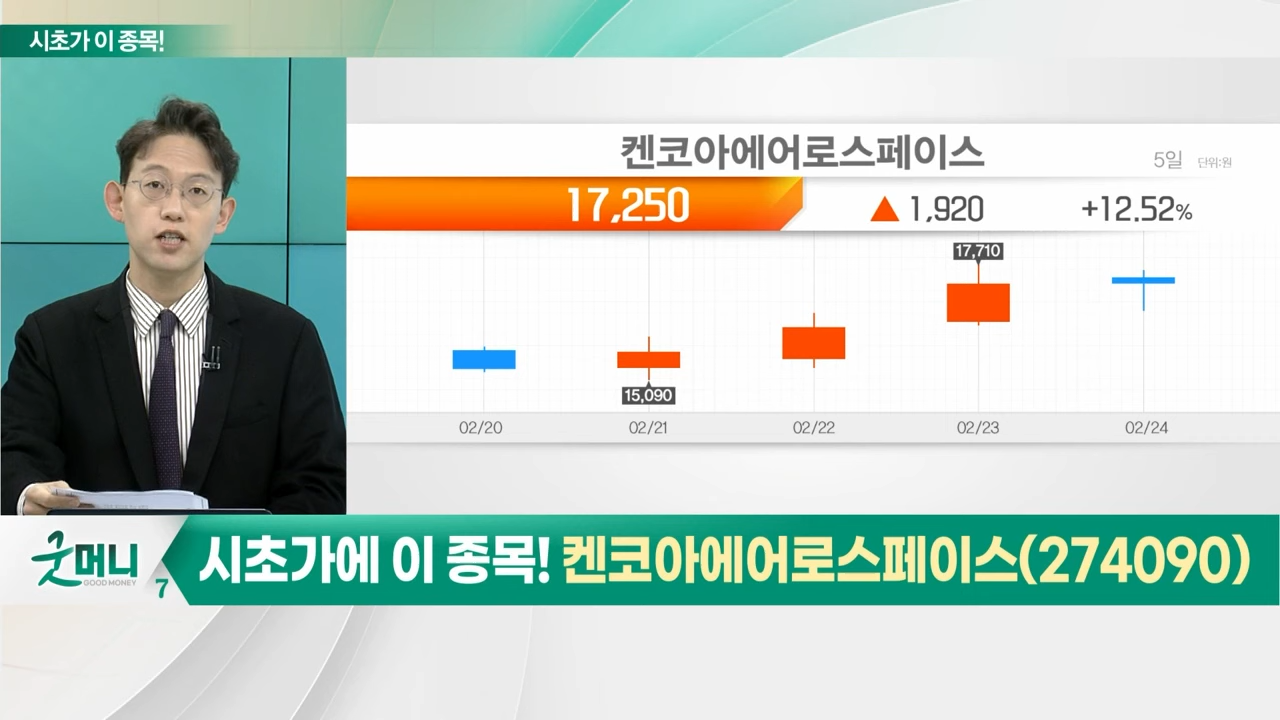 시초가 이 종목!
켄코아에어로스페이스
5일 단위:원
17,250 ▲ 1,920 +12.52%
17,710
15,090
02/20 02/21 02/22 02/23 02/24
굿머니
GOOD MONEY
7
시초가에 이 종목! 켄코아에어로스페이스(274090)